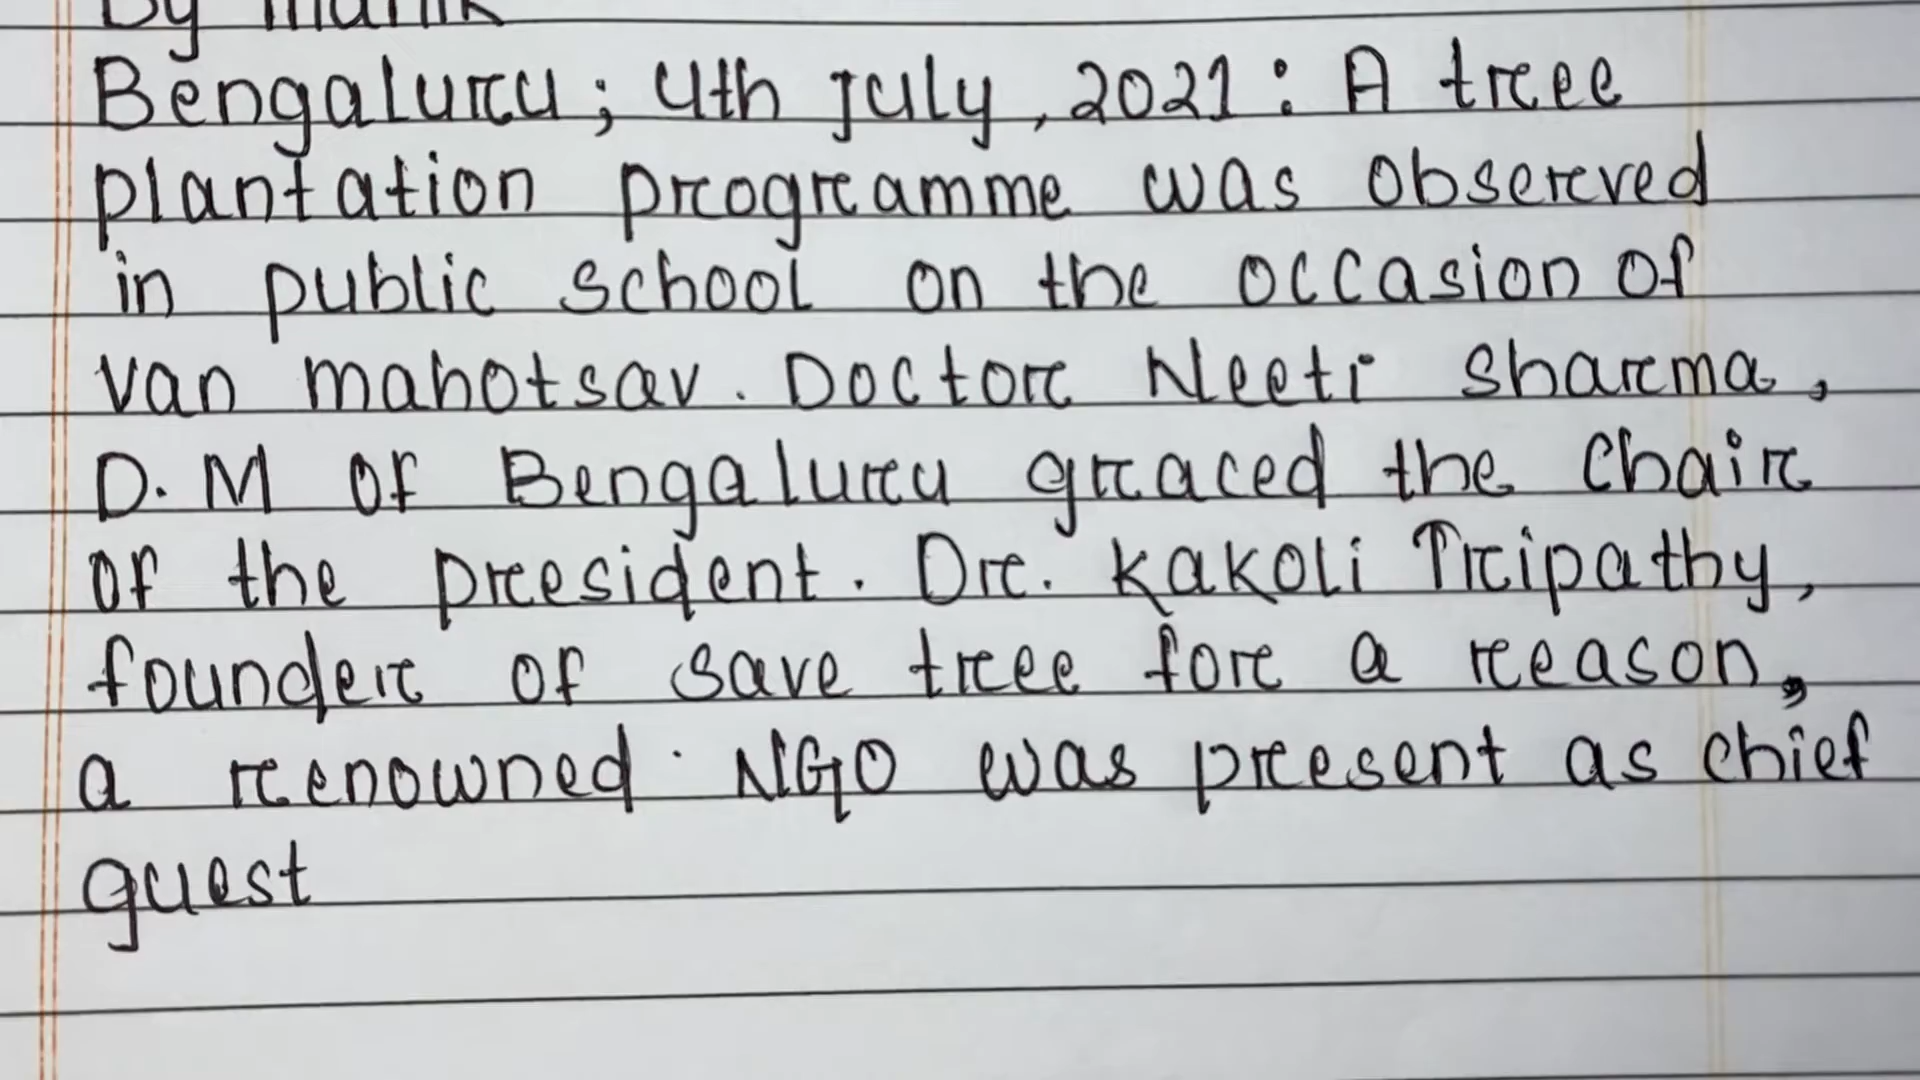 By manik
Bengaluru; 4th july, 2021: A tree
plantation programme was observed
in public school on the occasion of
van mahotsav. Doctor Neeti sharma,
D.M of Bengaluru graced the chair
of the president. Dr. kakoli Tripathy,
founder of save tree for a reason,
a renowned NGO was present as chief
guest